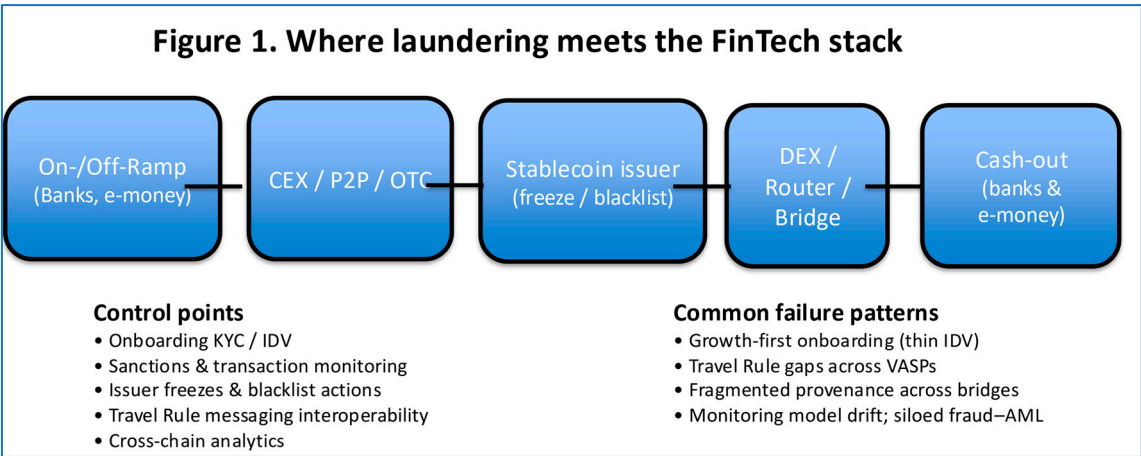 Figure 1. Where laundering meets the FinTech stack
On-/Off-Ramp
(Banks, e-money)
CEX / P2P / OTC
Stablecoin issuer
(freeze / blacklist)
DEX /
Router /
Bridge
Cash-out
(banks &
e-money)
Control points
• Onboarding KYC / IDV
• Sanctions & transaction monitoring
• Issuer freezes & blacklist actions
• Travel Rule messaging interoperability
• Cross-chain analytics
Common failure patterns
• Growth-first onboarding (thin IDV)
• Travel Rule gaps across VASPs
• Fragmented provenance across bridges
• Monitoring model drift; siloed fraud–AML